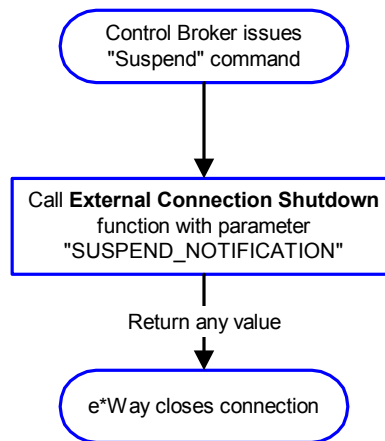 Control Broker issues
"Suspend" command
Call External Connection Shutdown
function with parameter
"SUSPEND_NOTIFICATION"
Return any value
e*Way closes connection